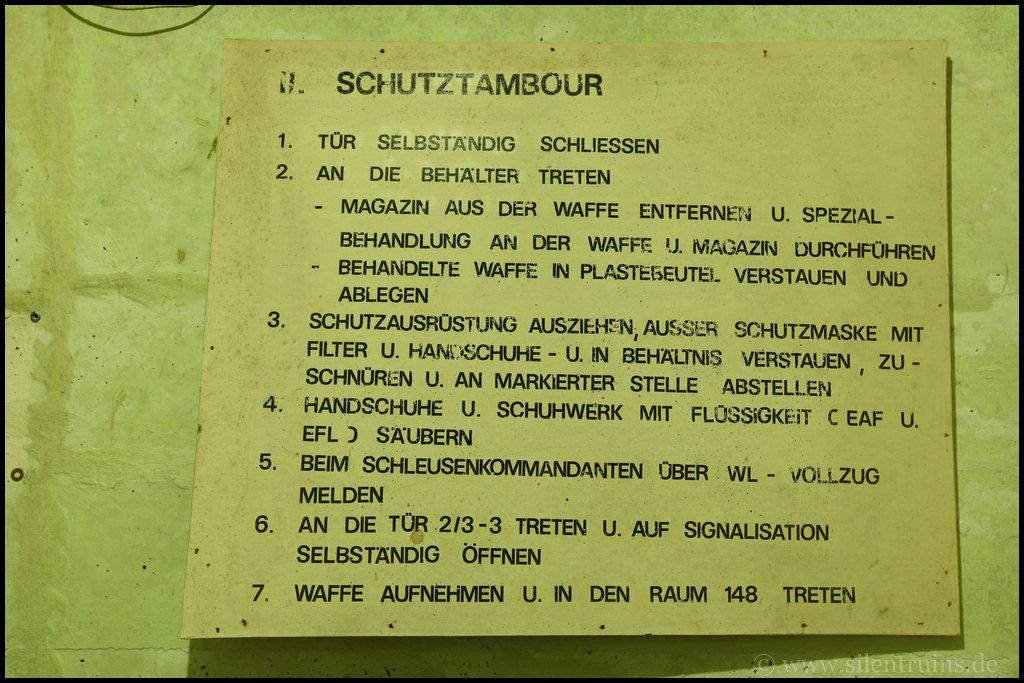 II. SCHUTZTAMBOUR
1. TÜR SELBSTÄNDIG SCHLIESSEN
2. AN DIE BEHÄLTER TRETEN
- MAGAZIN AUS DER WAFFE ENTFERNEN U. SPEZIAL-
BEHANDLUNG AN DER WAFFE U. MAGAZIN DURCHFÜHREN
- BEHANDELTE WAFFE IN PLASTEBEUTEL VERSTAUEN UND
ABLEGEN
3. SCHUTZAUSRÜSTUNG AUSZIEHEN, AUSSER SCHUTZMASKE MIT
FILTER U. HANDSCHUHE - U. IN BEHÄLTNIS VERSTAUEN, ZU-
SCHNÜREN U. AN MARKIERTER STELLE ABSTELLEN
4. HANDSCHUHE U. SCHUHWERK MIT FLÜSSIGKEIT (EAF U.
EFL) SÄUBERN
5. BEIM SCHLEUSENKOMMANDANTEN ÜBER WL - VOLLZUG
MELDEN
6. AN DIE TÜR 2/3-3 TRETEN U. AUF SIGNALISATION
SELBSTÄNDIG ÖFFNEN
7. WAFFE AUFNEHMEN U. IN DEN RAUM 148 TRETEN
© www.silentruins.de